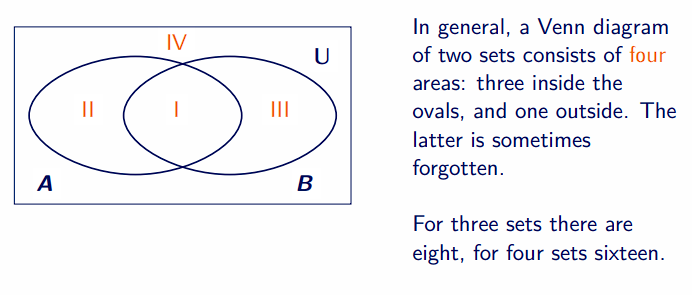 IV
U
II
I
III
A
B
In general, a Venn diagram
of two sets consists of four
areas: three inside the
ovals, and one outside. The
latter is sometimes
forgotten.
For three sets there are
eight, for four sets sixteen.